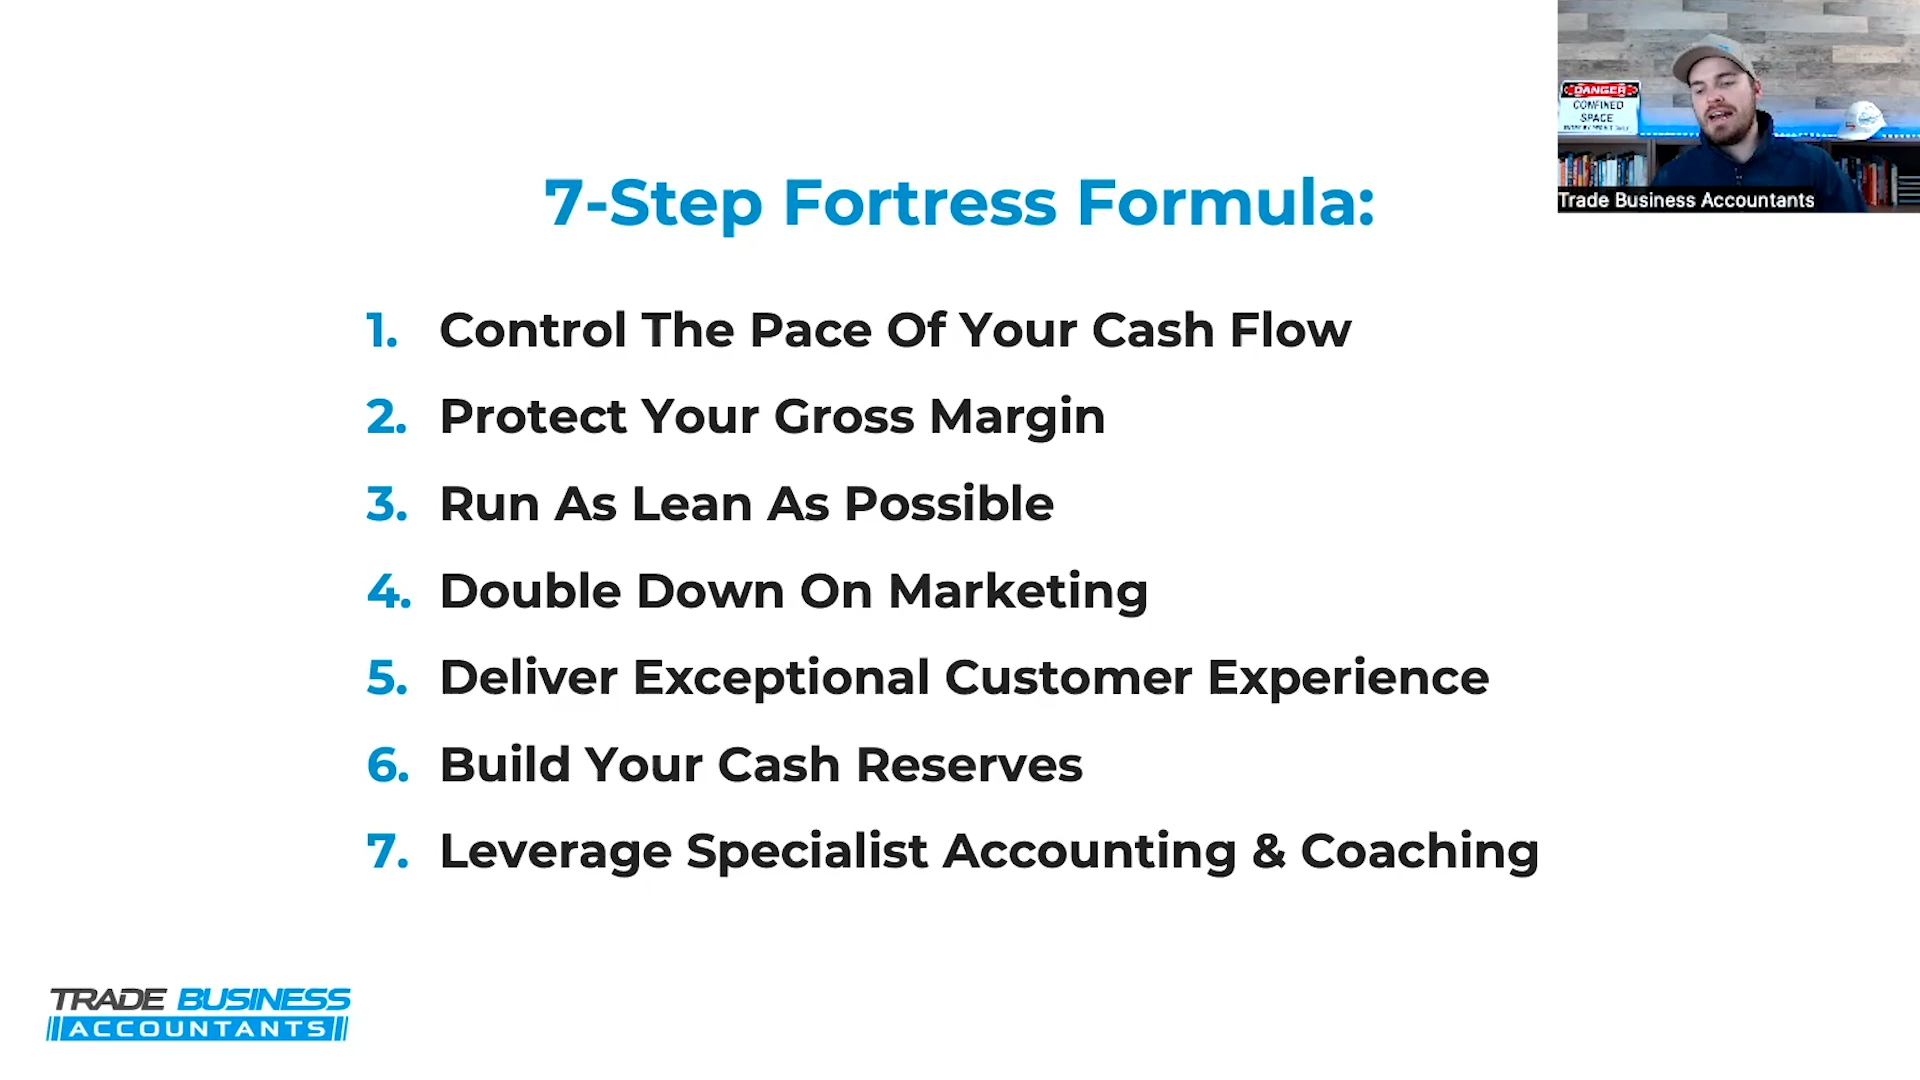 7-Step Fortress Formula:
1. Control The Pace Of Your Cash Flow
2. Protect Your Gross Margin
3. Run As Lean As Possible
4. Double Down On Marketing
5. Deliver Exceptional Customer Experience
6. Build Your Cash Reserves
7. Leverage Specialist Accounting & Coaching
DANGER
CONFINED
SPACE
Trade Business Accountants
TRADE BUSINESS
ACCOUNTANTS